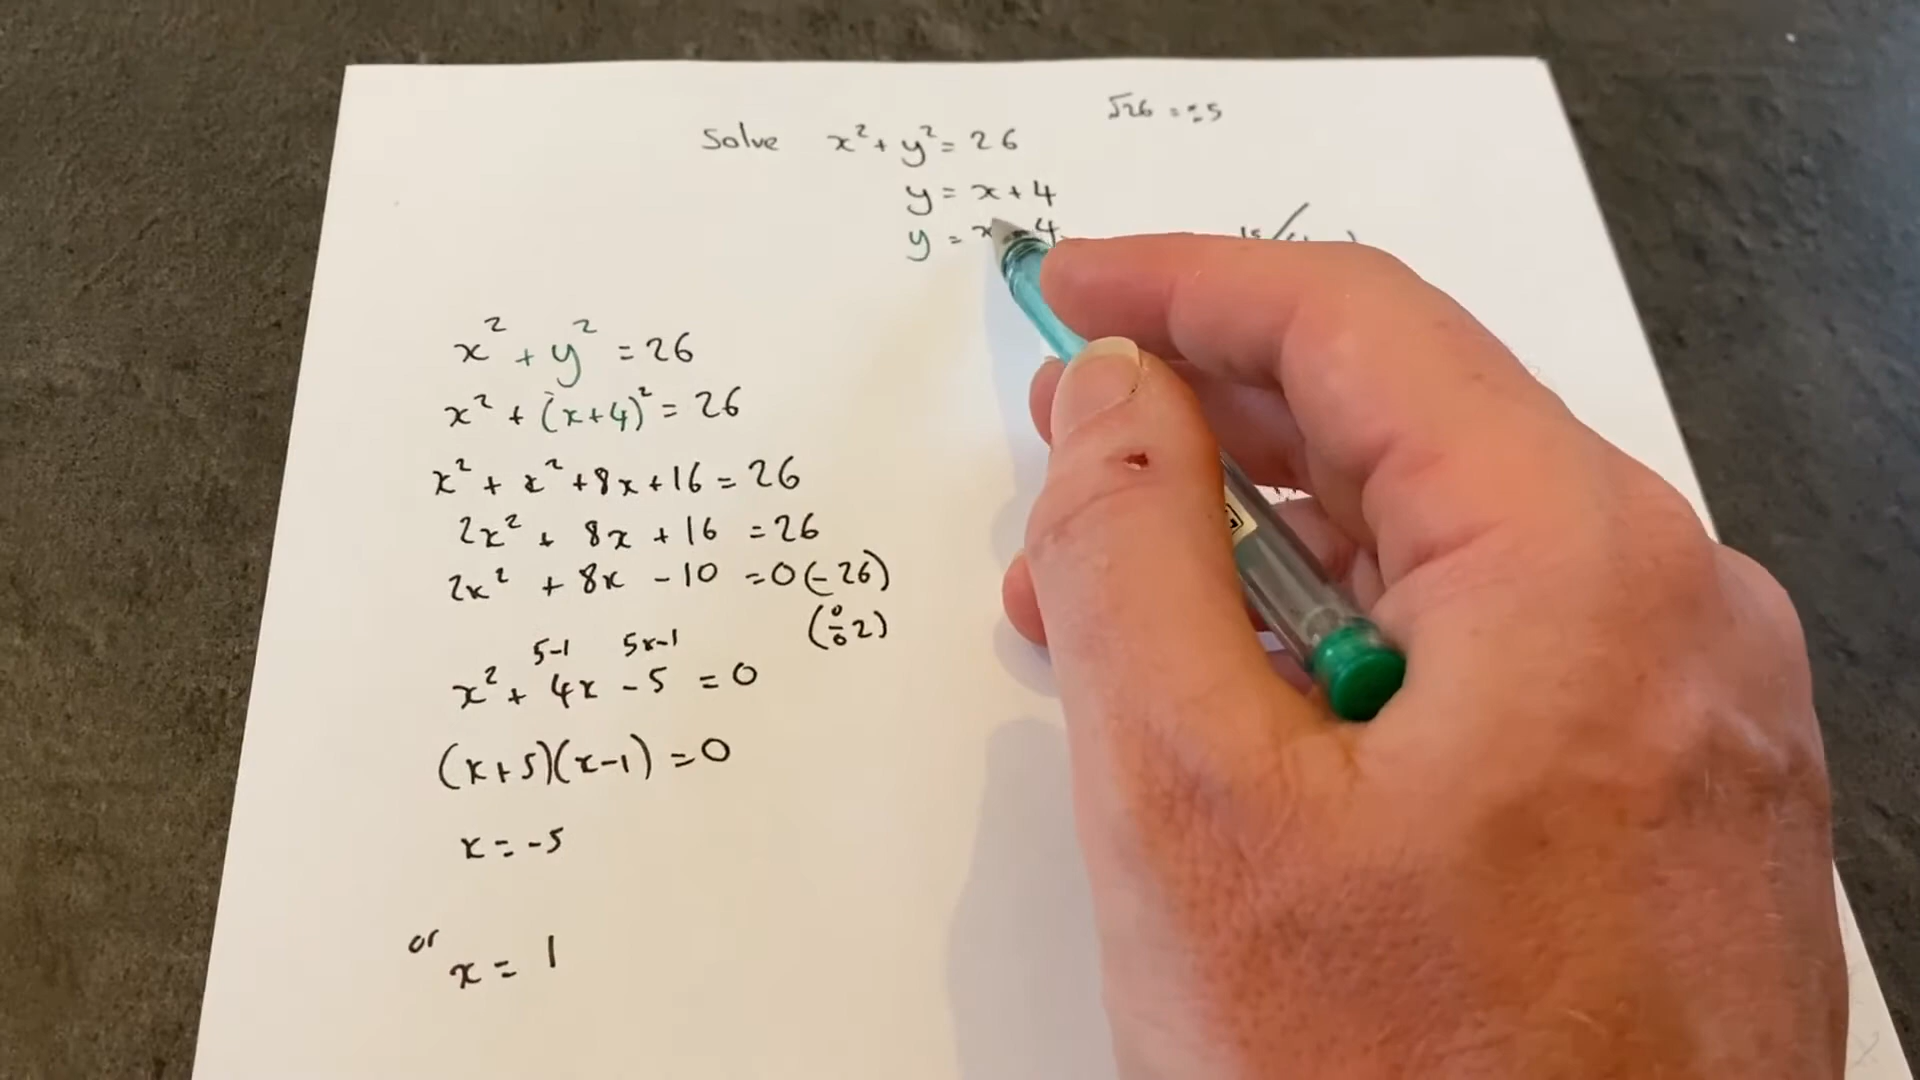 √26 = ±5
Solve x² + y² = 26
y = x + 4
y = x 4
x² + y² = 26
x² + (x+4)² = 26
x² + x² + 8x + 16 = 26
2x² + 8x + 16 = 26
2x² + 8x - 10 = 0 (- 26)
(÷ 2)
5-1 5x-1
x² + 4x - 5 = 0
(x+5)(x-1) = 0
x = -5
or x = 1